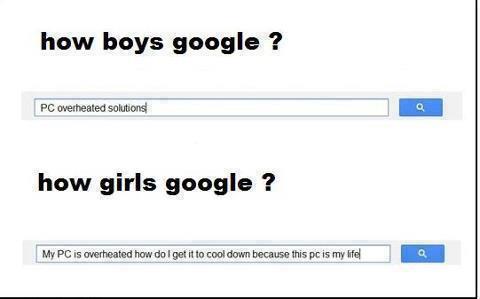 how boys google ?
PC overheated solutions
how girls google ?
My PC is overheated how do I get it to cool down because this pc is my life